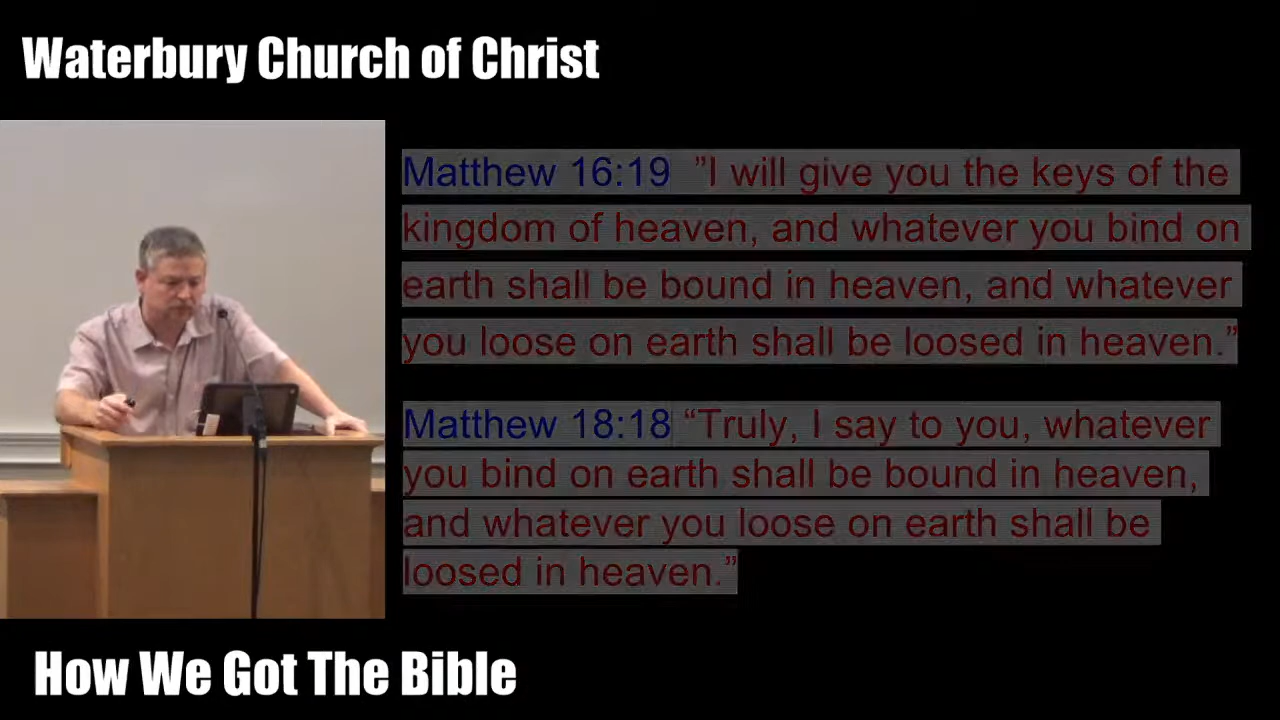 Waterbury Church of Christ
Matthew 16:19 ”I will give you the keys of the
kingdom of heaven, and whatever you bind on
earth shall be bound in heaven, and whatever
you loose on earth shall be loosed in heaven.”
Matthew 18:18 “Truly, I say to you, whatever
you bind on earth shall be bound in heaven,
and whatever you loose on earth shall be
loosed in heaven.”
How We Got The Bible